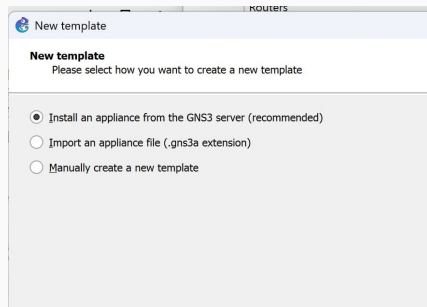 Routers
New template
New template
Please select how you want to create a new template
Install an appliance from the GNS3 server (recommended)
Import an appliance file (.gns3a extension)
Manually create a new template